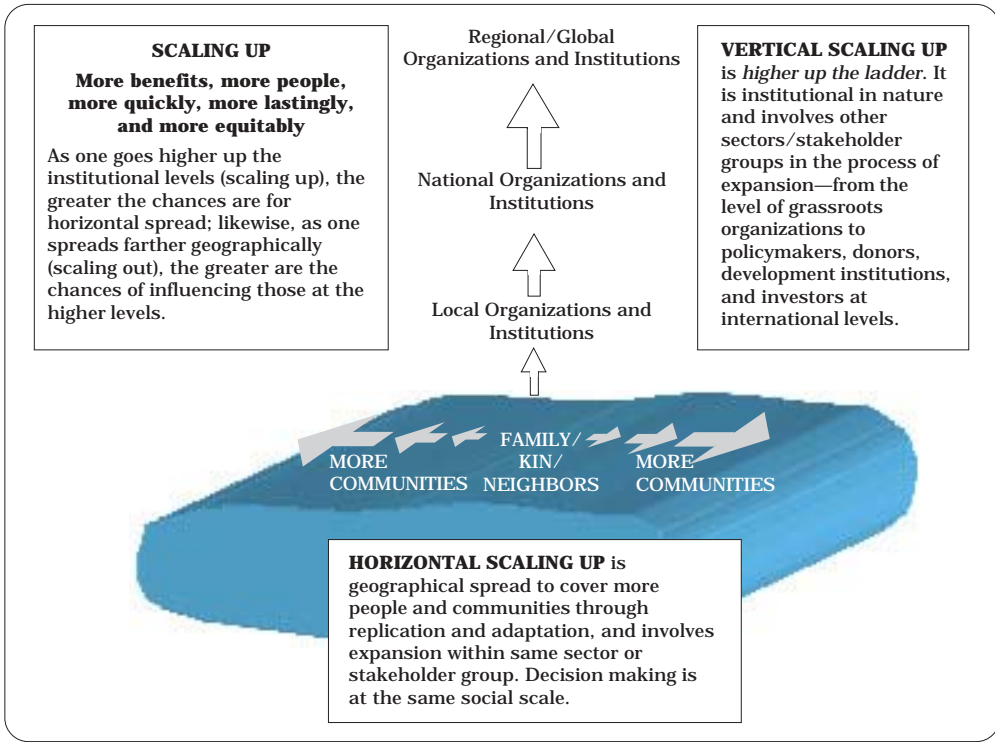 SCALING UP
More benefits, more people,
more quickly, more lastingly,
and more equitably
As one goes higher up the
institutional levels (scaling up), the
greater the chances are for
horizontal spread; likewise, as one
spreads farther geographically
(scaling out), the greater are the
chances of influencing those at the
higher levels.
Regional/Global
Organizations and Institutions
National Organizations and
Institutions
Local Organizations and
Institutions
VERTICAL SCALING UP
is higher up the ladder. It
is institutional in nature
and involves other
sectors/stakeholder
groups in the process of
expansion—from the
level of grassroots
organizations to
policymakers, donors,
development institutions,
and investors at
international levels.
MORE
COMMUNITIES
FAMILY/
KIN/
NEIGHBORS
MORE
COMMUNITIES
HORIZONTAL SCALING UP is
geographical spread to cover more
people and communities through
replication and adaptation, and involves
expansion within same sector or
stakeholder group. Decision making is
at the same social scale.